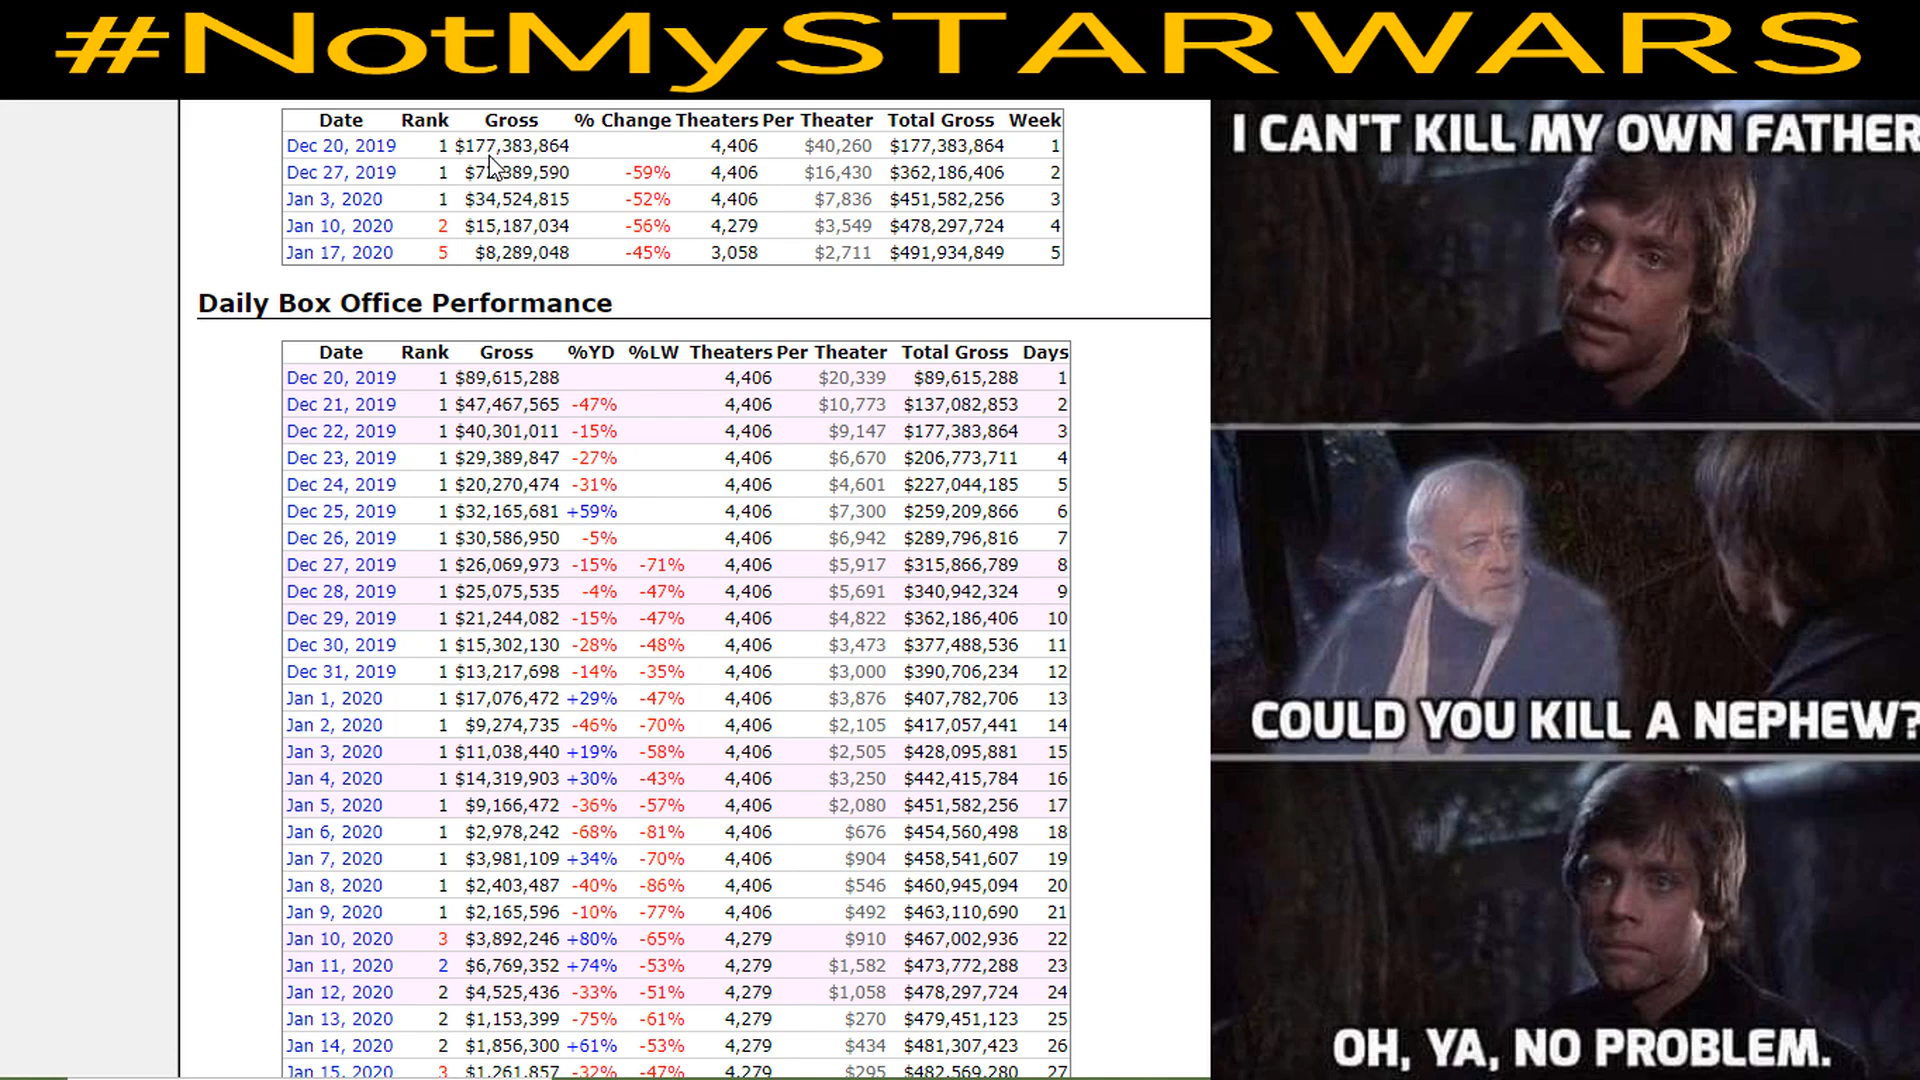 #NotMySTARWARS
Date Rank Gross % Change Theaters Per Theater Total Gross Week
Dec 20, 2019 1 $177,383,864 4,406 $40,260 $177,383,864 1
Dec 27, 2019 1 $7 389,590 -59% 4,406 $16,430 $362,186,406 2
Jan 3, 2020 1 $34,524,815 -52% 4,406 $7,836 $451,582,256 3
Jan 10, 2020 2 $15,187,034 -56% 4,279 $3,549 $478,297,724 4
Jan 17, 2020 5 $8,289,048 -45% 3,058 $2,711 $491,934,849 5
Daily Box Office Performance
Date Rank Gross %YD %LW Theaters Per Theater Total Gross Days
Dec 20, 2019 1 $89,615,288 4,406 $20,339 $89,615,288 1
Dec 21, 2019 1 $47,467,565 -47% 4,406 $10,773 $137,082,853 2
Dec 22, 2019 1 $40,301,011 -15% 4,406 $9,147 $177,383,864 3
Dec 23, 2019 1 $29,389,847 -27% 4,406 $6,670 $206,773,711 4
Dec 24, 2019 1 $20,270,474 -31% 4,406 $4,601 $227,044,185 5
Dec 25, 2019 1 $32,165,681 +59% 4,406 $7,300 $259,209,866 6
Dec 26, 2019 1 $30,586,950 -5% 4,406 $6,942 $289,796,816 7
Dec 27, 2019 1 $26,069,973 -15% -71% 4,406 $5,917 $315,866,789 8
Dec 28, 2019 1 $25,075,535 -4% -47% 4,406 $5,691 $340,942,324 9
Dec 29, 2019 1 $21,244,082 -15% -47% 4,406 $4,822 $362,186,406 10
Dec 30, 2019 1 $15,302,130 -28% -48% 4,406 $3,473 $377,488,536 11
Dec 31, 2019 1 $13,217,698 -14% -35% 4,406 $3,000 $390,706,234 12
Jan 1, 2020 1 $17,076,472 +29% -47% 4,406 $3,876 $407,782,706 13
Jan 2, 2020 1 $9,274,735 -46% -70% 4,406 $2,105 $417,057,441 14
Jan 3, 2020 1 $11,038,440 +19% -58% 4,406 $2,505 $428,095,881 15
Jan 4, 2020 1 $14,319,903 +30% -43% 4,406 $3,250 $442,415,784 16
Jan 5, 2020 1 $9,166,472 -36% -57% 4,406 $2,080 $451,582,256 17
Jan 6, 2020 1 $2,978,242 -68% -81% 4,406 $676 $454,560,498 18
Jan 7, 2020 1 $3,981,109 +34% -70% 4,406 $904 $458,541,607 19
Jan 8, 2020 1 $2,403,487 -40% -86% 4,406 $546 $460,945,094 20
Jan 9, 2020 1 $2,165,596 -10% -77% 4,406 $492 $463,110,690 21
Jan 10, 2020 3 $3,892,246 +80% -65% 4,279 $910 $467,002,936 22
Jan 11, 2020 2 $6,769,352 +74% -53% 4,279 $1,582 $473,772,288 23
Jan 12, 2020 2 $4,525,436 -33% -51% 4,279 $1,058 $478,297,724 24
Jan 13, 2020 2 $1,153,399 -75% -61% 4,279 $270 $479,451,123 25
Jan 14, 2020 2 $1,856,300 +61% -53% 4,279 $434 $481,307,423 26
Jan 15, 2020 3 $1,261,857 -32% -47% 4,279 $295 $482,569,280 27
I CAN'T KILL MY OWN FATHER
COULD YOU KILL A NEPHEW?
OH, YA, NO PROBLEM.